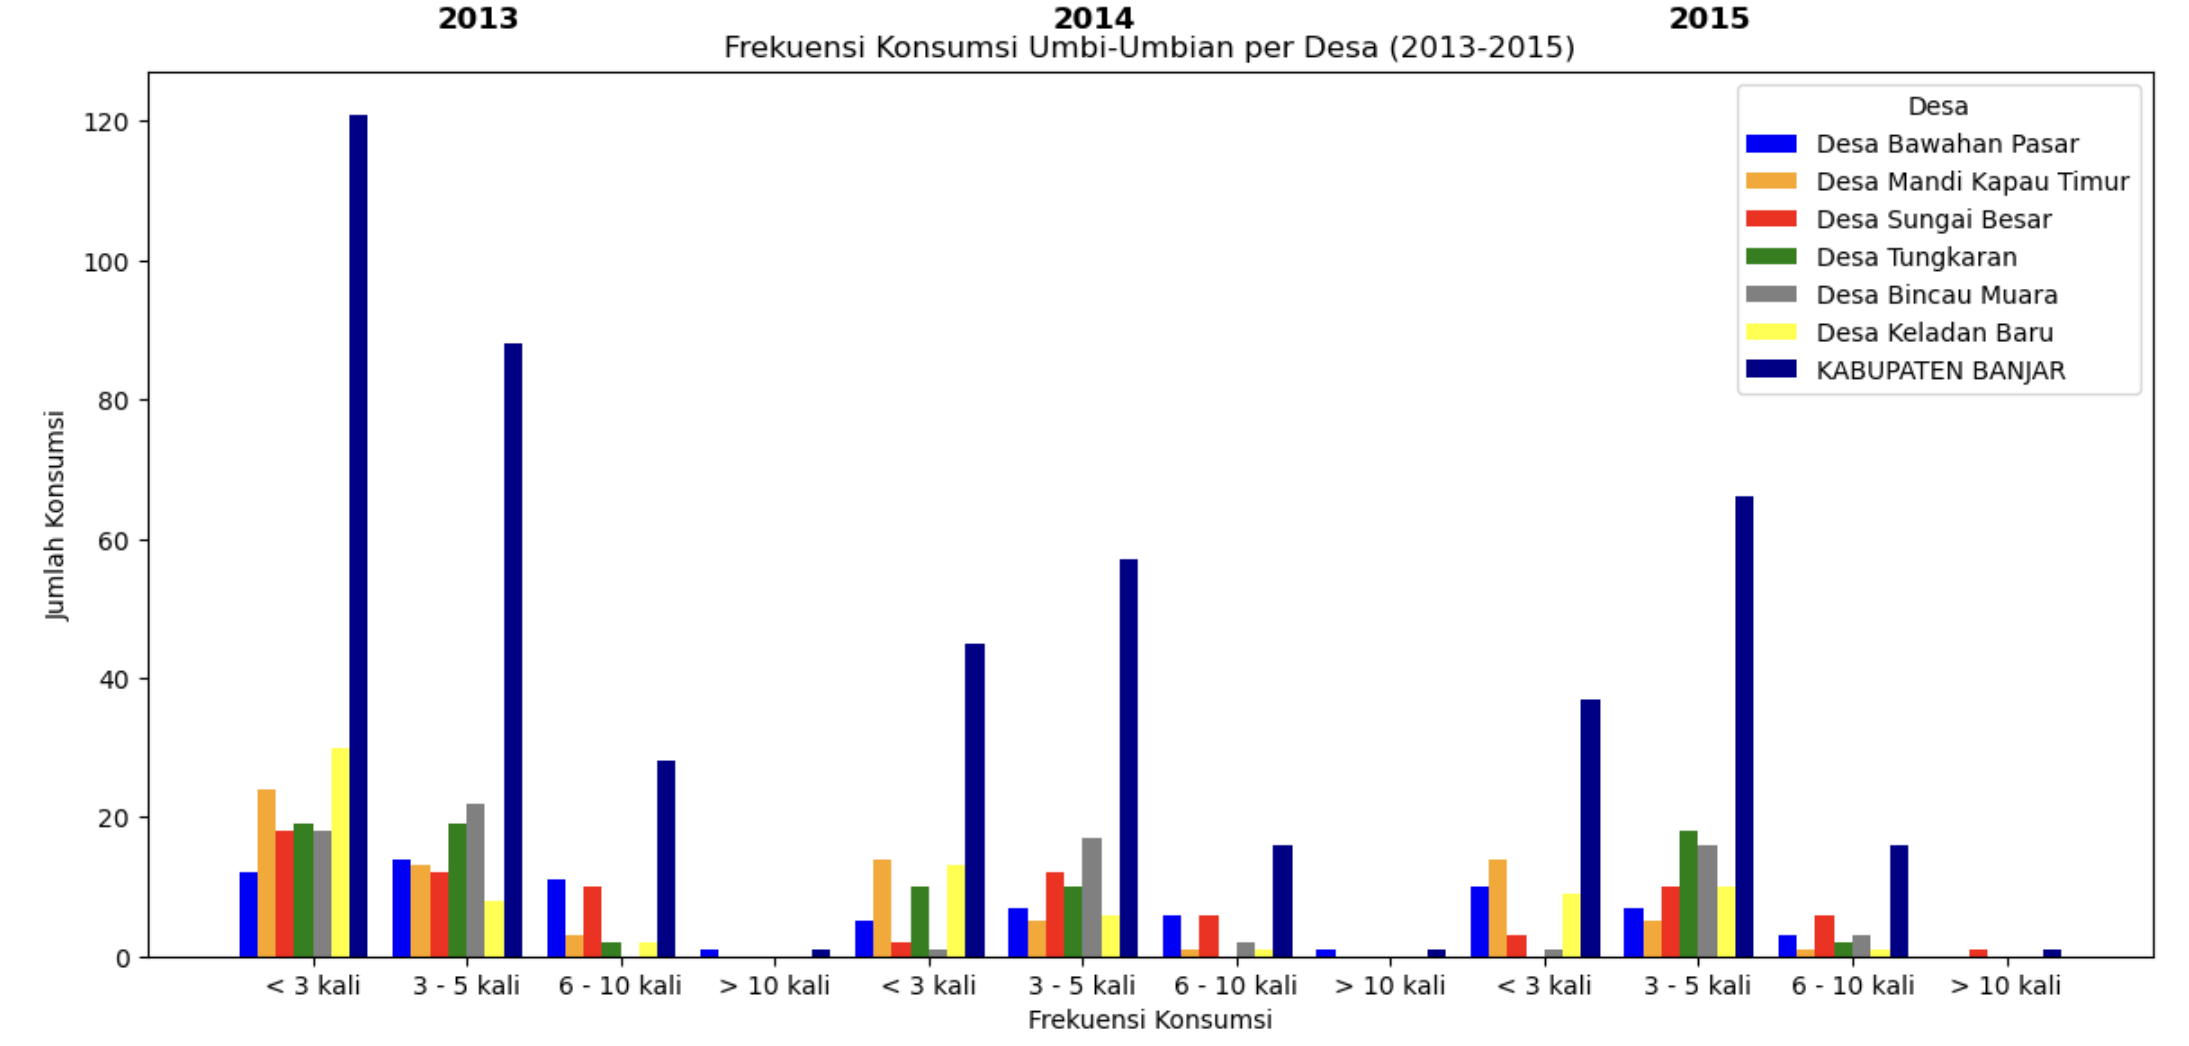 2013 2014 2015
Frekuensi Konsumsi Umbi-Umbian per Desa (2013-2015)
Desa
Desa Bawahan Pasar
Desa Mandi Kapau Timur
Desa Sungai Besar
Desa Tungkaran
Desa Bincau Muara
Desa Keladan Baru
KABUPATEN BANJAR
Jumlah Konsumsi
120
100
80
60
40
20
0
< 3 kali 3 - 5 kali 6 - 10 kali > 10 kali < 3 kali 3 - 5 kali 6 - 10 kali > 10 kali < 3 kali 3 - 5 kali 6 - 10 kali > 10 kali
Frekuensi Konsumsi